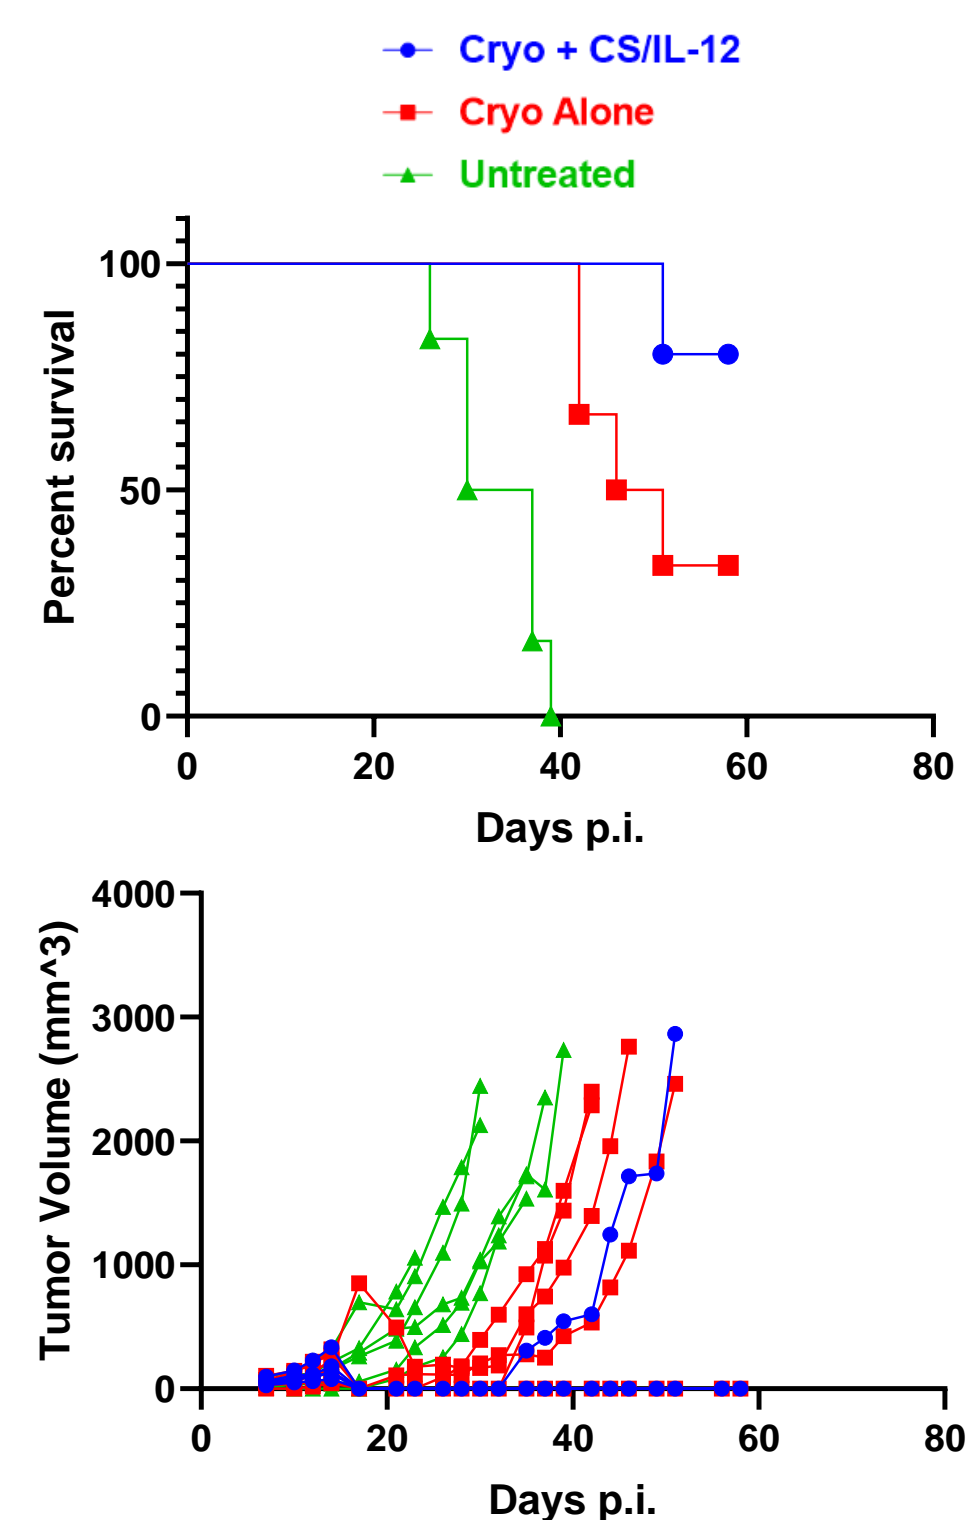 Cryo + CS/IL-12
Cryo Alone
Untreated
Percent survival
100
50
0
0 20 40 60 80
Days p.i.
Tumor Volume (mm^3)
4000
3000
2000
1000
0
0 20 40 60 80
Days p.i.